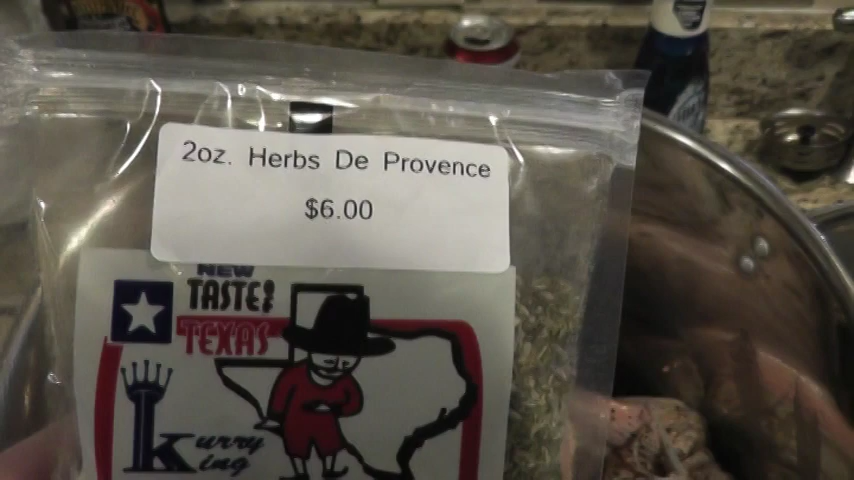 2oz. Herbs De Provence
$6.00
NEW
TASTE!
TEXAS
Kurry
King